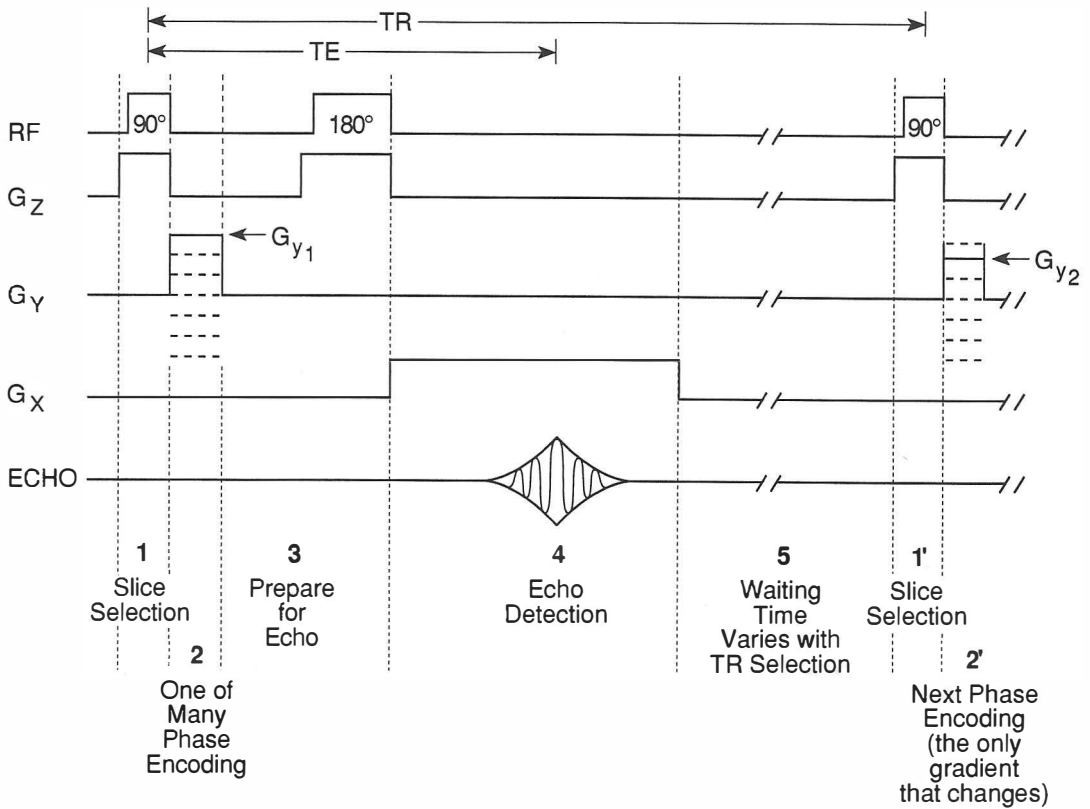 TR
TE
RF
90°
180°
90°
G_Z
G_y1
G_Y
G_y2
G_X
ECHO
1
Slice
Selection
2
One of
Many
Phase
Encoding
3
Prepare
for
Echo
4
Echo
Detection
5
Waiting
Time
Varies with
TR Selection
1'
Slice
Selection
2'
Next Phase
Encoding
(the only
gradient
that changes)